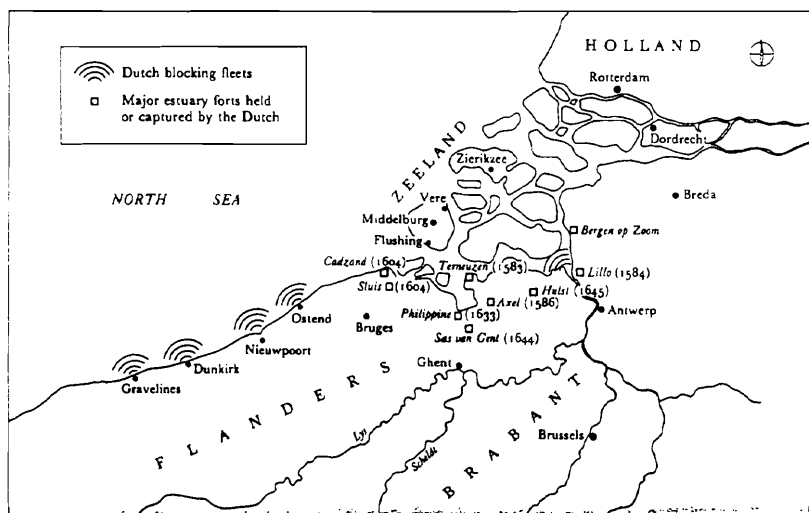 HOLLAND
Dutch blocking fleets
Major estuary forts held
or captured by the Dutch
Rotterdam
Dordrecht
ZEELAND
Zierikzee
NORTH SEA
Vere
Breda
Middelburg
Bergen op Zoom
Flushing
Cadzand (1604)
Terneuzen (1583)
Lillo (1584)
Sluis (1604)
Hulst (1645)
Axel (1586)
Ostend
Bruges
Philippine (1633)
Antwerp
Sas van Gent (1644)
Nieuwpoort
Dunkirk
Ghent
Gravelines
FLANDERS
BRABANT
Lys
Brussels
Scheldt